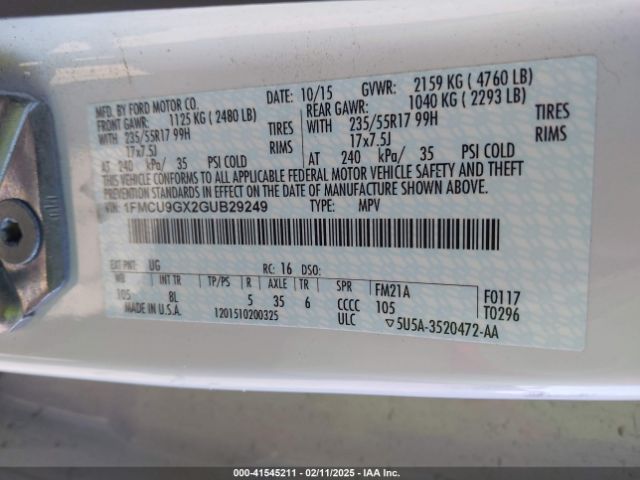 MFD. BY FORD MOTOR CO. DATE: 10/15 GVWR: 2159 KG ( 4760 LB)
FRONT GAWR: 1125 KG ( 2480 LB) REAR GAWR: 1040 KG ( 2293 LB)
WITH 235/55R17 99H TIRES WITH 235/55R17 99H TIRES
17x7.5J RIMS 17x7.5J RIMS
AT 240 kPa/ 35 PSI COLD AT 240 kPa/ 35 PSI COLD
THIS VEHICLE CONFORMS TO ALL APPLICABLE FEDERAL MOTOR VEHICLE SAFETY AND THEFT
PREVENTION STANDARDS IN EFFECT ON THE DATE OF MANUFACTURE SHOWN ABOVE.
VIN: 1FMCU9GX2GUB29249 TYPE: MPV
EXT PNT: UG RC: 16 DSO:
WB INT TR TP/PS R AXLE TR SPR FM21A F0117
105 8L 5 35 6 CCCC 105 T0296
MADE IN U.S.A. 1201510200325 ULC ▽5U5A-3520472-AA
000-41545211 - 02/11/2025 - IAA Inc.